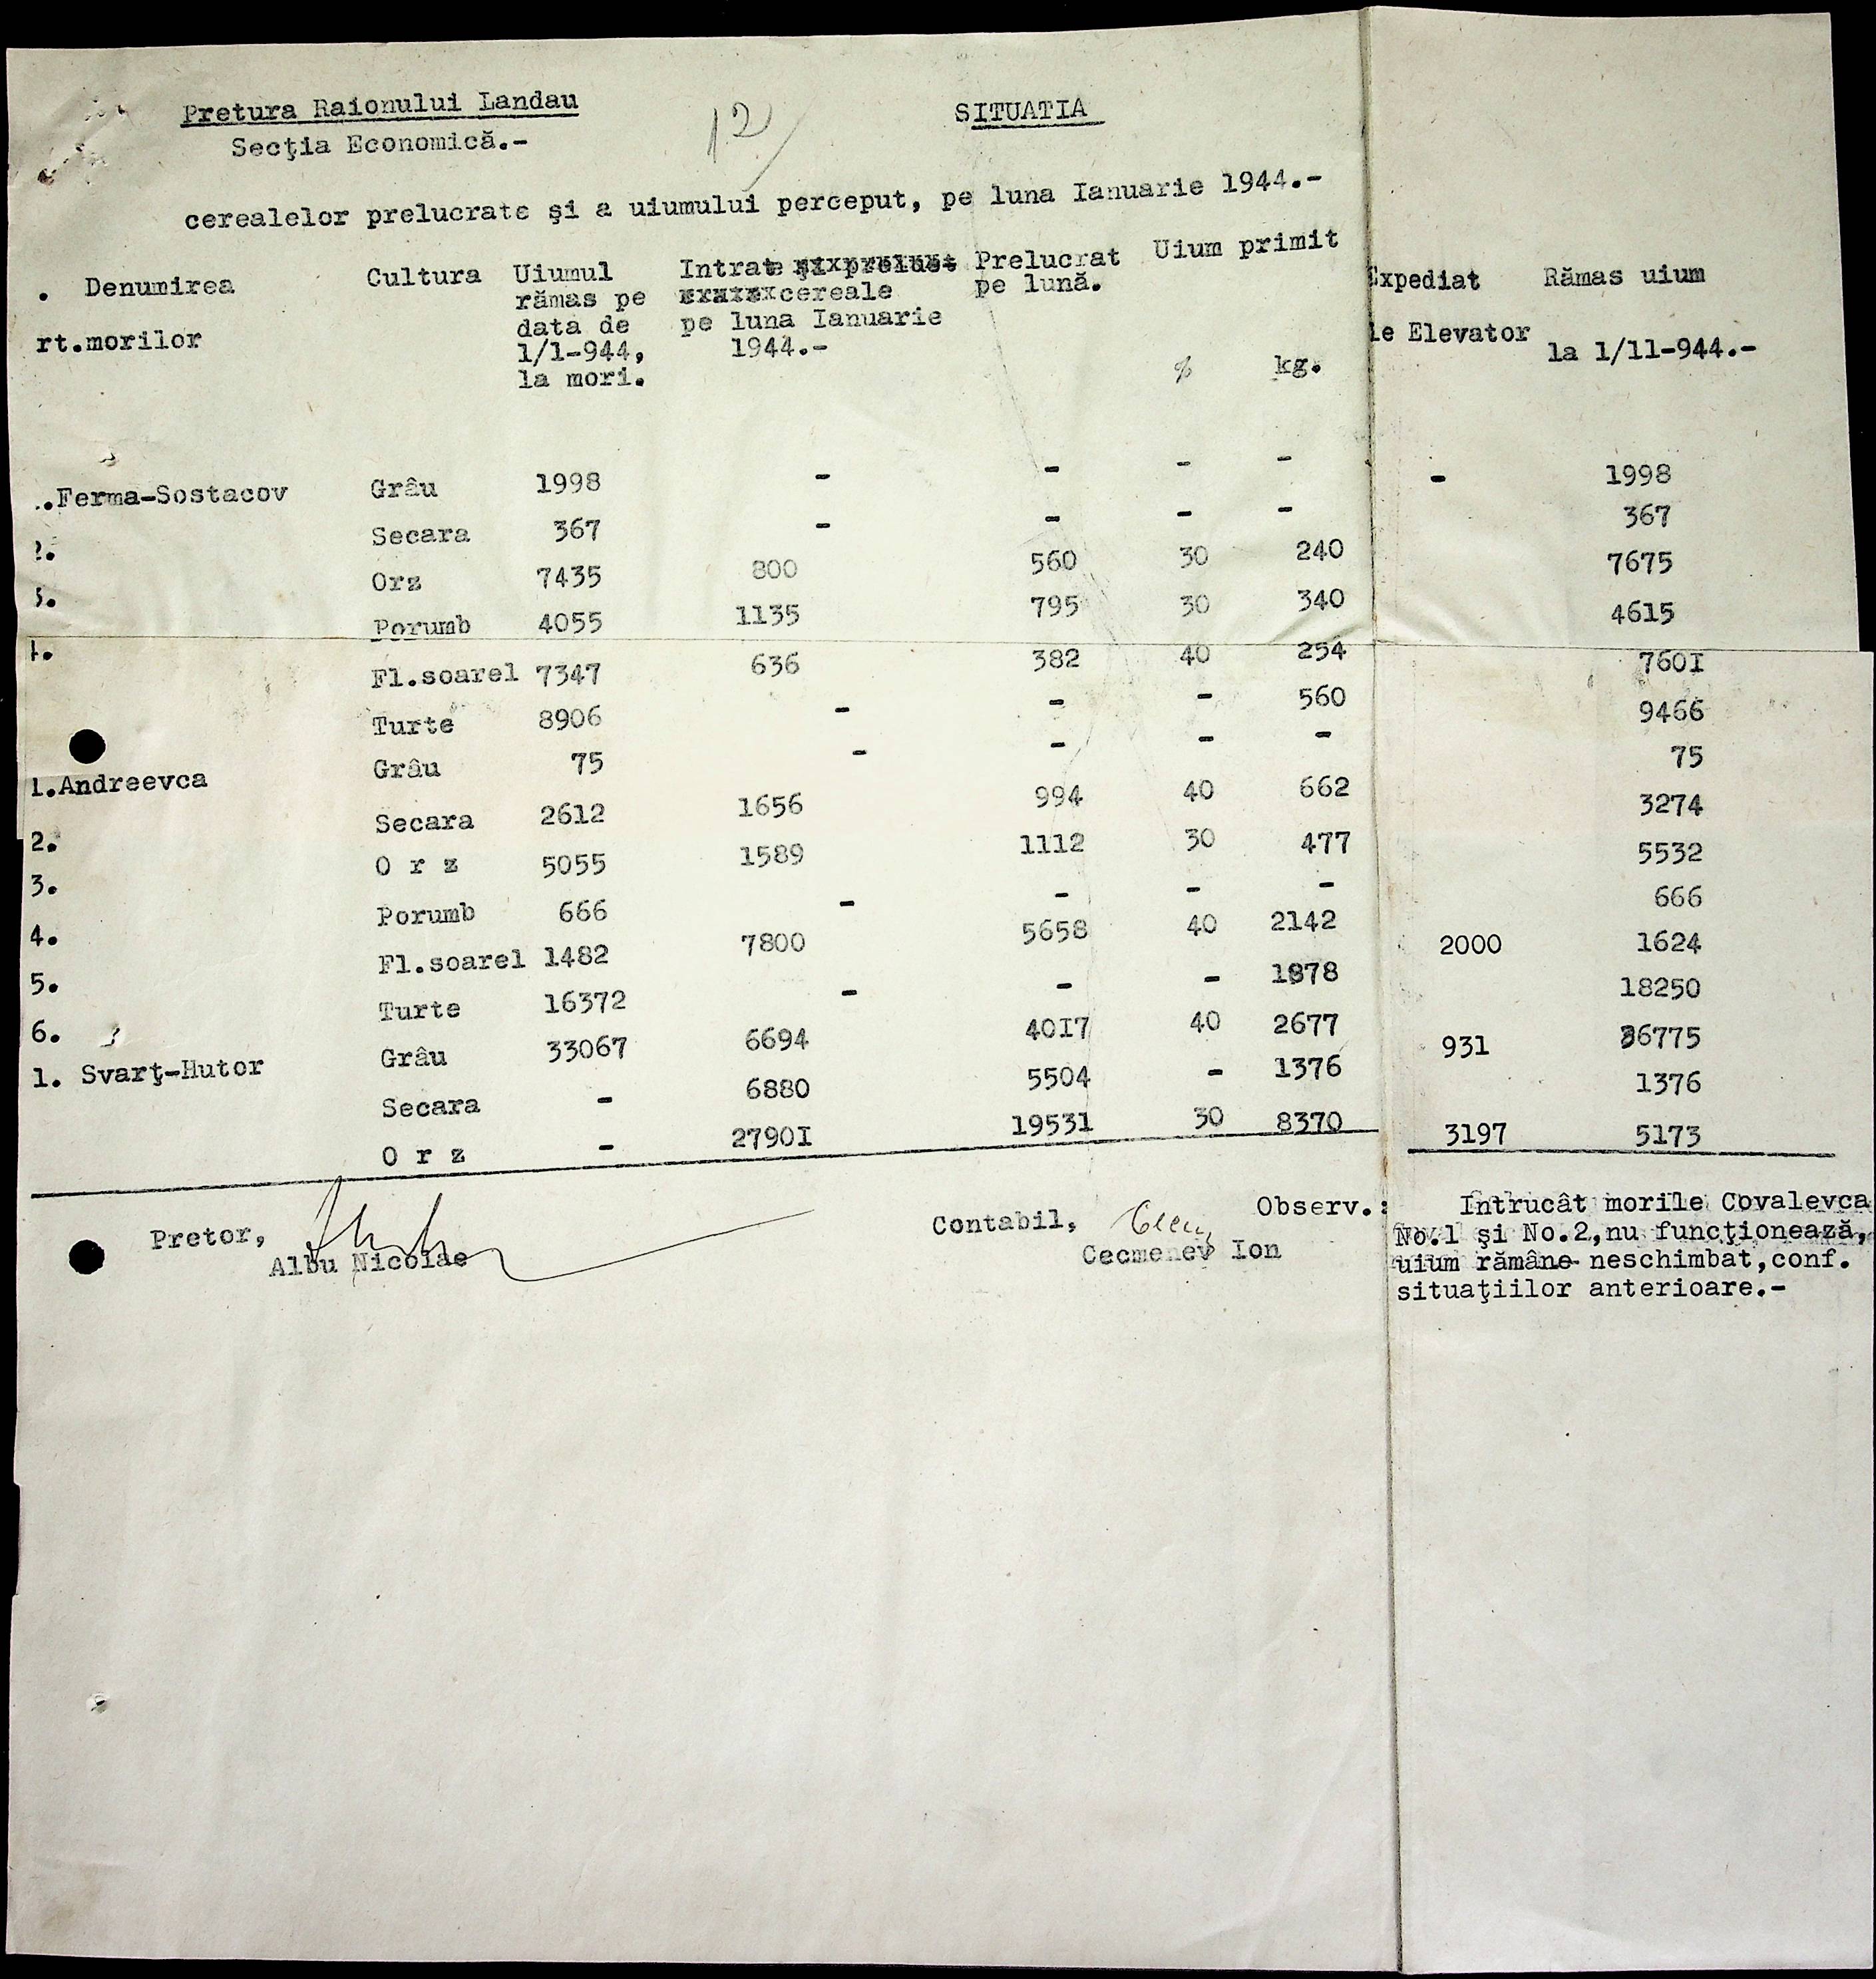 Pretura Raionului Landau
Secţia Economică.-
12
SITUATIA
cerealelor prelucrate şi a uiumului perceput, pe luna Ianuarie 1944.-
. Denumirea Cultura Uiumul Intrate Prelucrat Uium primit Expediat Rămas uium
rămas pe cereale pe lună.
rt.morilor data de pe luna Ianuarie le Elevator la 1/11-944.-
1/1-944, 1944.- % kg.
la mori.
.Ferma-Sostacov Grâu 1998 - - - - - 1998
2. Secara 367 - - - - 367
3. Orz 7435 800 560 30 240 7675
4. Porumb 4055 1135 795 30 340 4615
Fl.soarel 7347 636 382 40 254 760I
Turte 8906 - - - 560 9466
1.Andreevca Grâu 75 - - - - 75
2. Secara 2612 1656 994 40 662 3274
3. O r z 5055 1589 1112 30 477 5532
4. Porumb 666 - - - - 666
5. Fl.soarel 1482 7800 5658 40 2142 2000 1624
6. Turte 16372 - - - 1878 18250
1. Svarţ-Hutor Grâu 33067 6694 40I7 40 2677 931 36775
Secara - 6880 5504 - 1376 1376
O r z - 2790I 19531 30 8370 3197 5173
Pretor,
Albu Nicolae
Contabil,
Cecmenev Ion
Observ.: Intrucât morile Covalevca
No.1 şi No.2,nu funcţionează,
uium rămâne neschimbat,conf.
situaţiilor anterioare.-